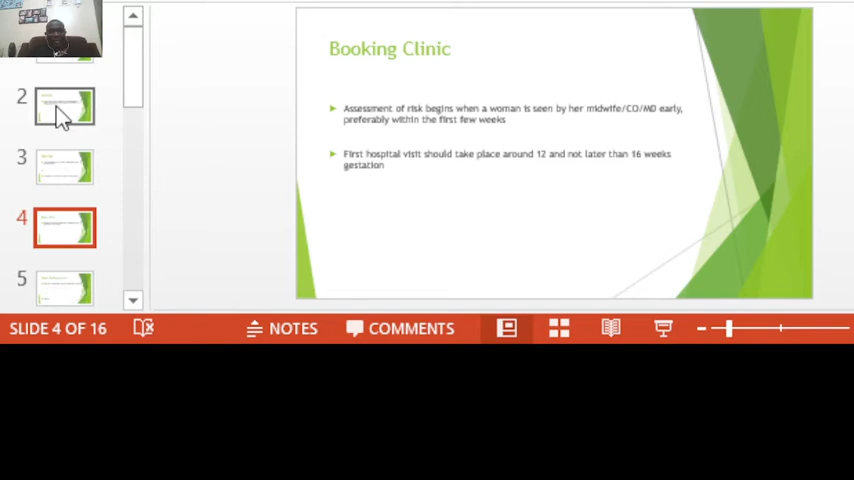 Booking Clinic
Assessment of risk begins when a woman is seen by her midwife/CO/MD early,
preferably within the first few weeks
First hospital visit should take place around 12 and not later than 16 weeks
gestation
2
3
4
5
SLIDE 4 OF 16
NOTES
COMMENTS